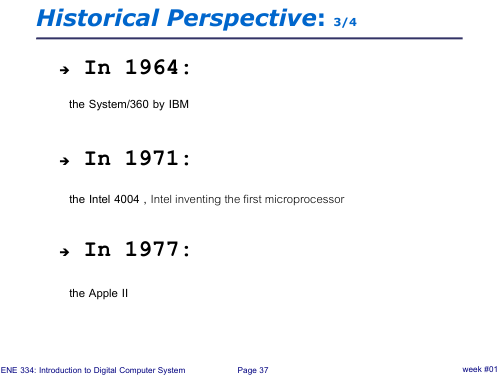 Historical Perspective: 3/4
➔ In 1964:
the System/360 by IBM
➔ In 1971:
the Intel 4004 , Intel inventing the first microprocessor
➔ In 1977:
the Apple II
ENE 334: Introduction to Digital Computer System Page 37 week #01